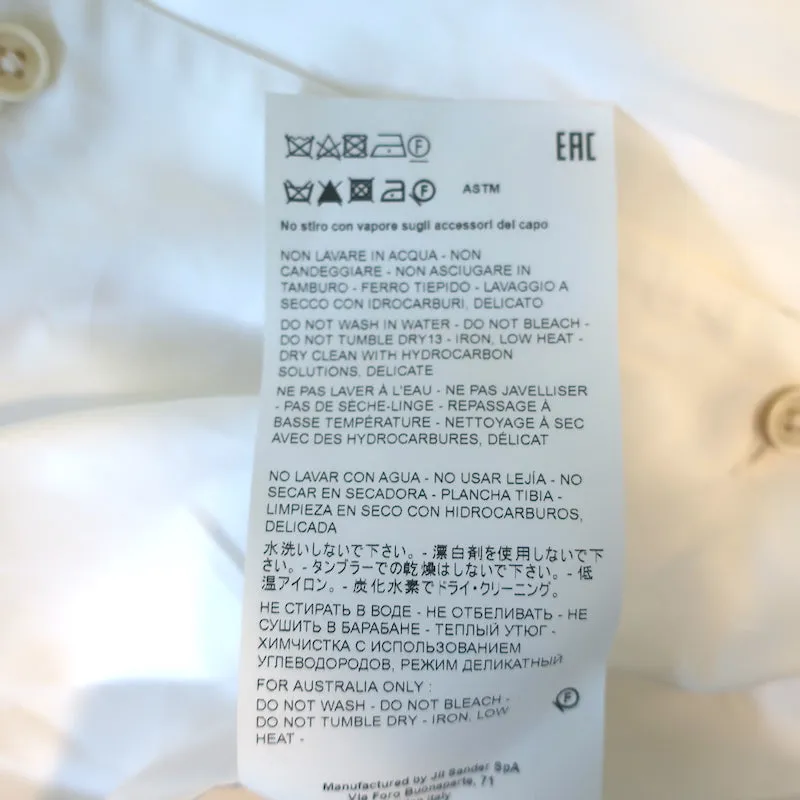 F EAC
F ASTM
No stiro con vapore sugli accessori del capo
NON LAVARE IN ACQUA - NON
CANDEGGIARE - NON ASCIUGARE IN
TAMBURO - FERRO TIEPIDO - LAVAGGIO A
SECCO CON IDROCARBURI, DELICATO
DO NOT WASH IN WATER - DO NOT BLEACH -
DO NOT TUMBLE DRY13 - IRON, LOW HEAT -
DRY CLEAN WITH HYDROCARBON
SOLUTIONS, DELICATE
NE PAS LAVER À L'EAU - NE PAS JAVELLISER
- PAS DE SÈCHE-LINGE - REPASSAGE À
BASSE TEMPÉRATURE - NETTOYAGE À SEC
AVEC DES HYDROCARBURES, DÉLICAT
NO LAVAR CON AGUA - NO USAR LEJÍA - NO
SECAR EN SECADORA - PLANCHA TIBIA -
LIMPIEZA EN SECO CON HIDROCARBUROS,
DELICADA
水洗いしないで下さい。- 漂白剤を使用しないで下
さい。- タンブラーでの乾燥はしないで下さい。- 低
温アイロン。- 炭化水素でドライ・クリーニング。
НЕ СТИРАТЬ В ВОДЕ - НЕ ОТБЕЛИВАТЬ - НЕ
СУШИТЬ В БАРАБАНЕ - ТЕПЛЫЙ УТЮГ -
ХИМЧИСТКА С ИСПОЛЬЗОВАНИЕМ
УГЛЕВОДОРОДОВ, РЕЖИМ ДЕЛИКАТНЫЙ
FOR AUSTRALIA ONLY :
DO NOT WASH - DO NOT BLEACH - F
DO NOT TUMBLE DRY - IRON, LOW
HEAT -
Manufactured by Jil Sander SpA
Via Foro Buonaparte, 71
Italy